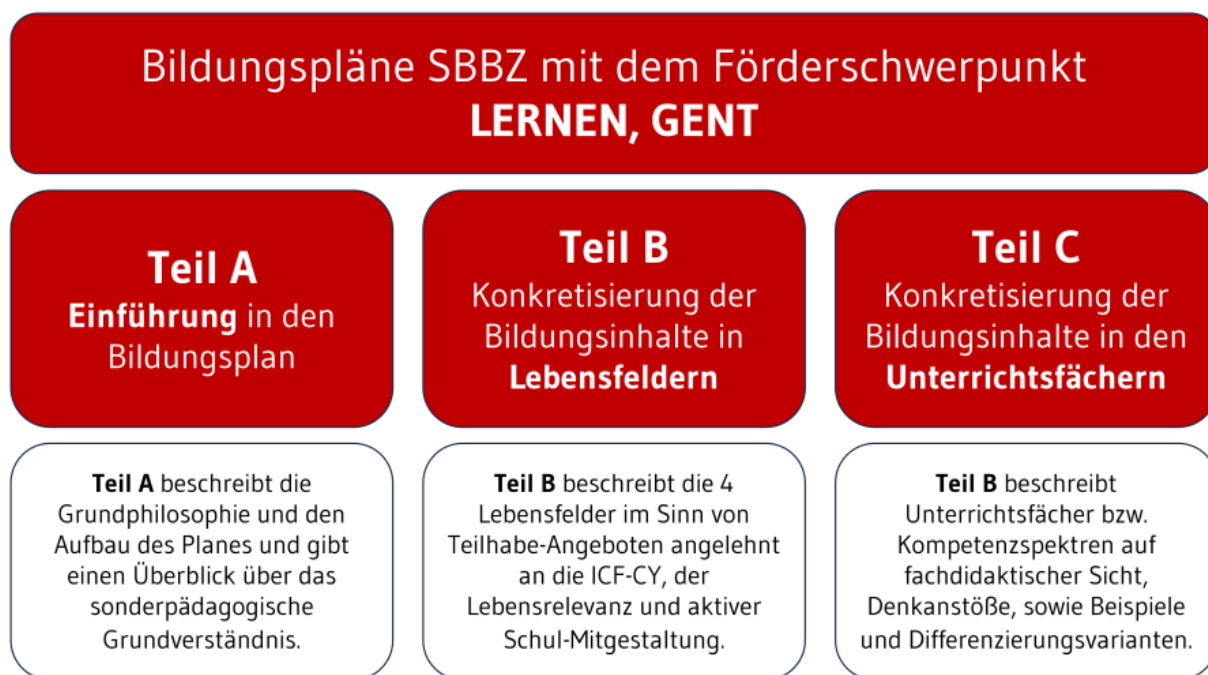 Bildungspläne SBBZ mit dem Förderschwerpunkt
LERNEN, GENT
Teil A
Einführung in den
Bildungsplan
Teil B
Konkretisierung der
Bildungsinhalte in
Lebensfeldern
Teil C
Konkretisierung der
Bildungsinhalte in den
Unterrichtsfächern
Teil A beschreibt die
Grundphilosophie und den
Aufbau des Planes und gibt
einen Überblick über das
sonderpädagogische
Grundverständnis.
Teil B beschreibt die 4
Lebensfelder im Sinn von
Teilhabe-Angeboten angelehnt
an die ICF-CY, der
Lebensrelevanz und aktiver
Schul-Mitgestaltung.
Teil B beschreibt
Unterrichtsfächer bzw.
Kompetenzspektren auf
fachdidaktischer Sicht,
Denkanstöße, sowie Beispiele
und Differenzierungsvarianten.